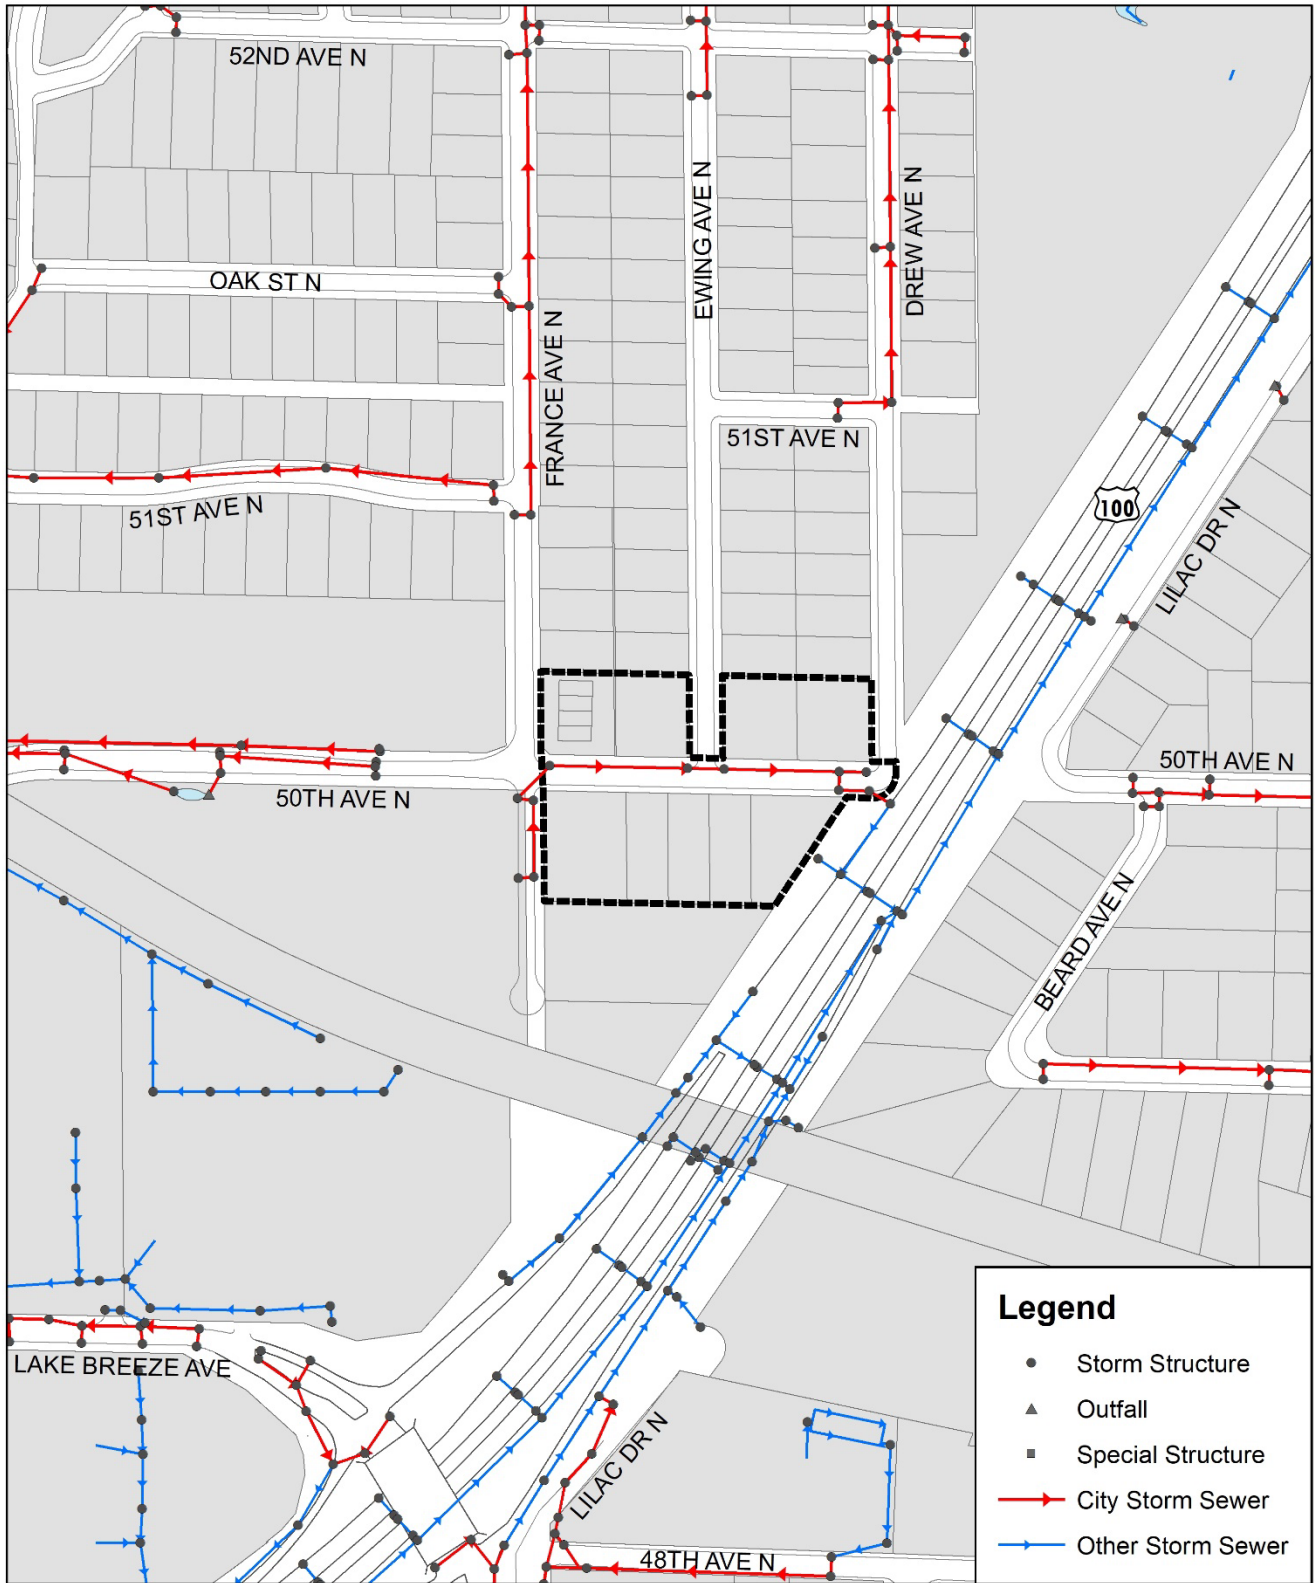 52ND AVE N
OAK ST N
FRANCE AVE N
EWING AVE N
DREW AVE N
51ST AVE N
51ST AVE N
100
LILAC DR N
50TH AVE N
50TH AVE N
BEARD AVE N
LAKE BREEZE AVE
LILAC DR N
48TH AVE N
Legend
Storm Structure
Outfall
Special Structure
City Storm Sewer
Other Storm Sewer